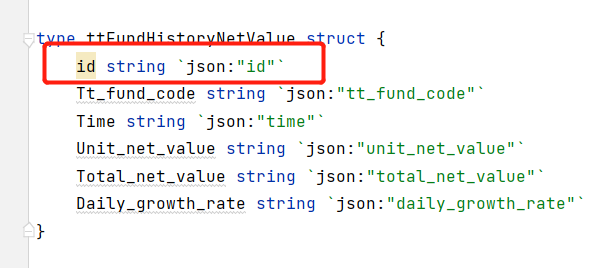 type ttFundHistoryNetValue struct {
id string `json:"id"`
Tt_fund_code string `json:"tt_fund_code"`
Time string `json:"time"`
Unit_net_value string `json:"unit_net_value"`
Total_net_value string `json:"total_net_value"`
Daily_growth_rate string `json:"daily_growth_rate"`
}